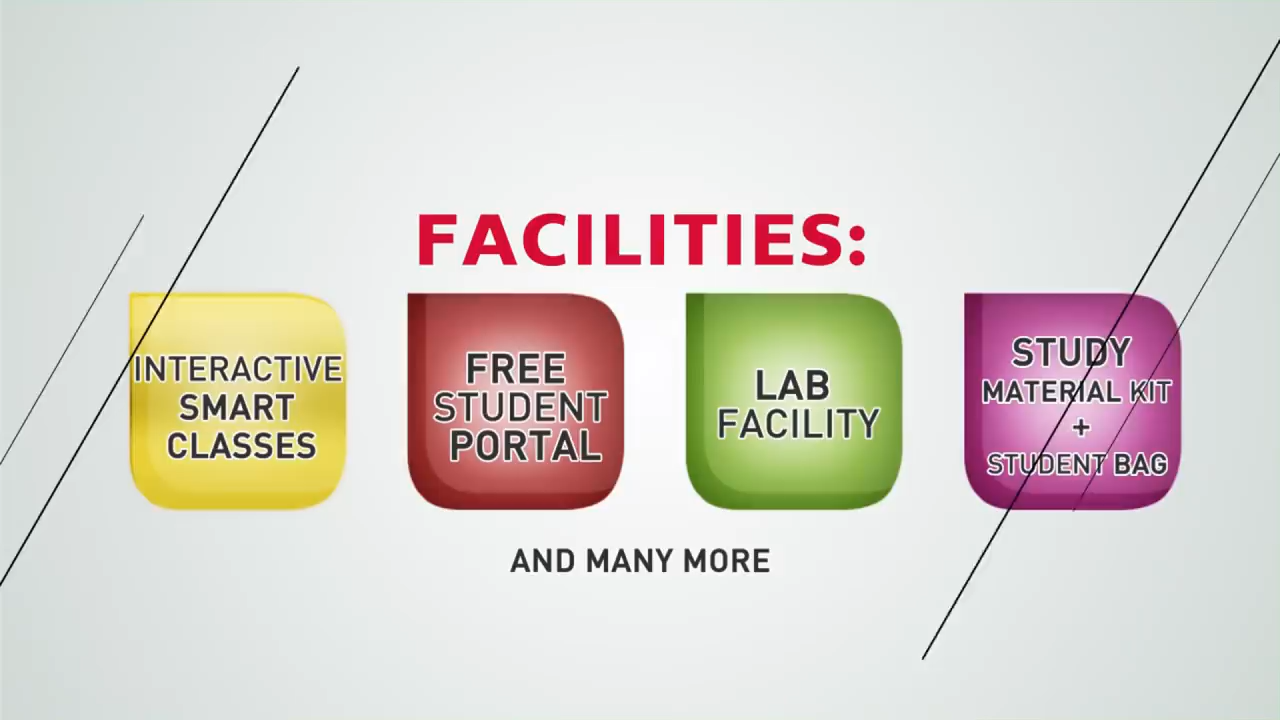 FACILITIES:
INTERACTIVE
SMART
CLASSES
FREE
STUDENT
PORTAL
LAB
FACILITY
STUDY
MATERIAL KIT
+
STUDENT BAG
AND MANY MORE